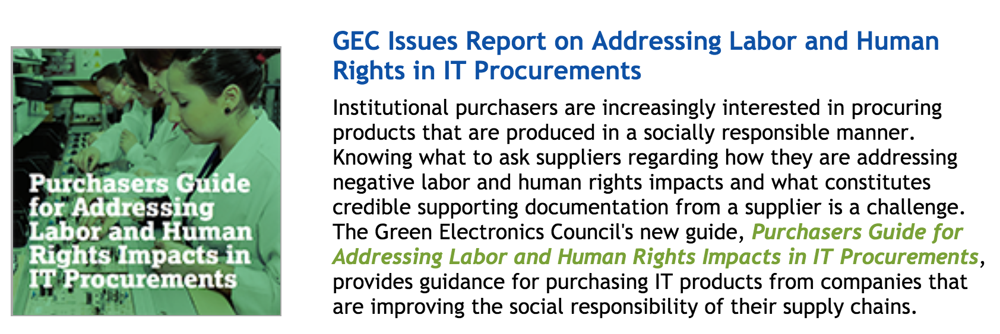 Purchasers Guide
for Addressing
Labor and Human
Rights Impacts in
IT Procurements
GEC Issues Report on Addressing Labor and Human
Rights in IT Procurements
Institutional purchasers are increasingly interested in procuring
products that are produced in a socially responsible manner.
Knowing what to ask suppliers regarding how they are addressing
negative labor and human rights impacts and what constitutes
credible supporting documentation from a supplier is a challenge.
The Green Electronics Council's new guide, Purchasers Guide for
Addressing Labor and Human Rights Impacts in IT Procurements,
provides guidance for purchasing IT products from companies that
are improving the social responsibility of their supply chains.